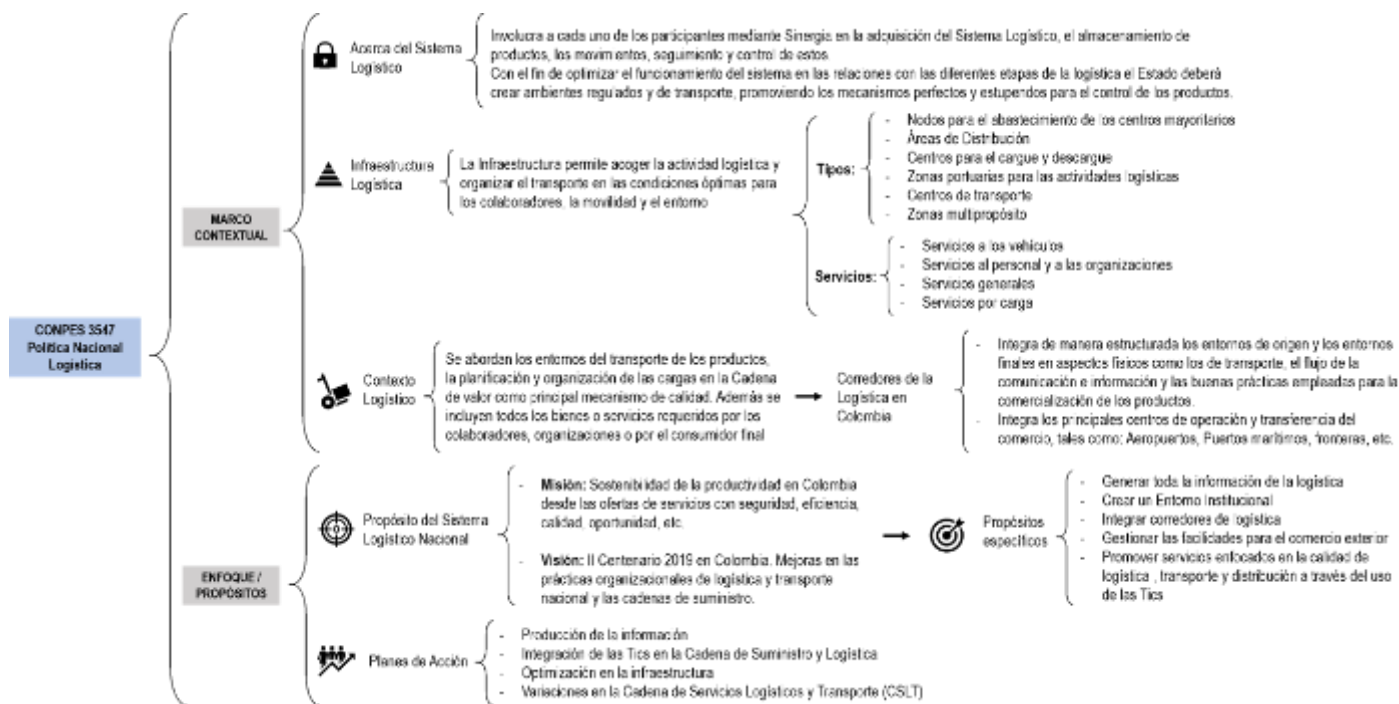 CONPES 3547
Política Nacional
Logística
MARCO
CONTEXTUAL
Acerca del Sistema
Logístico
Involucra a cada uno de los participantes mediante Sinergia en la adquisición del Sistema Logístico, el almacenamiento de
productos, los movimientos, seguimiento y control de estos
Con el fin de optimizar el funcionamiento del sistema en las relaciones con las diferentes etapas de la logística el Estado deberá
crear ambientes regulados y de transporte, promoviendo los mecanismos perfectos y estupendos para el control de los productos.
Infraestructura
Logística
La Infraestructura permite acoger la actividad logística y
organizar el transporte en las condiciones óptimas para
los colaboradores, la movilidad y el entorno
Tipos:
- Nodos para el abastecimiento de los centros mayoritarios
- Áreas de Distribución
- Centros para el cargue y descargue
- Zonas portuarias para las actividades logísticas
- Centros de transporte
- Zonas multipropósito
Servicios:
- Servicios a los vehículos
- Servicios al personal y a las organizaciones
- Servicios generales
- Servicios por carga
Contexto
Logístico
Se abordan los entornos del transporte de los productos,
la planificación y organización de las cargas en la Cadena
de valor como principal mecanismo de calidad. Además se
incluyen todos los bienes o servicios requeridos por los
colaboradores, organizaciones o por el consumidor final
Corredores de la
Logística en
Colombia
- Integra de manera estructurada los entornos de origen y los entornos
finales en aspectos físicos como los de transporte, el flujo de la
comunicación e información y las buenas prácticas empleadas para la
comercialización de los productos.
- Integra los principales centros de operación y transferencia del
comercio, tales como: Aeropuertos, Puertos marítimos, fronteras, etc.
ENFOQUE /
PROPÓSITOS
Propósito del Sistema
Logístico Nacional
- Misión: Sostenibilidad de la productividad en Colombia
desde las ofertas de servicios con seguridad, eficiencia,
calidad, oportunidad, etc.
- Visión: II Centenario 2019 en Colombia. Mejoras en las
prácticas organizacionales de logística y transporte
nacional y las cadenas de suministro.
Propósitos
específicos
- Generar toda la información de la logística
- Crear un Entorno Institucional
- Integrar corredores de logística
- Gestionar las facilidades para el comercio exterior
- Promover servicios enfocados en la calidad de
logística , transporte y distribución a través del uso
de las Tics
Planes de Acción
- Producción de la información
- Integración de las Tics en la Cadena de Suministro y Logística
- Optimización en la infraestructura
- Variaciones en la Cadena de Servicios Logísticos y Transporte (CSLT)